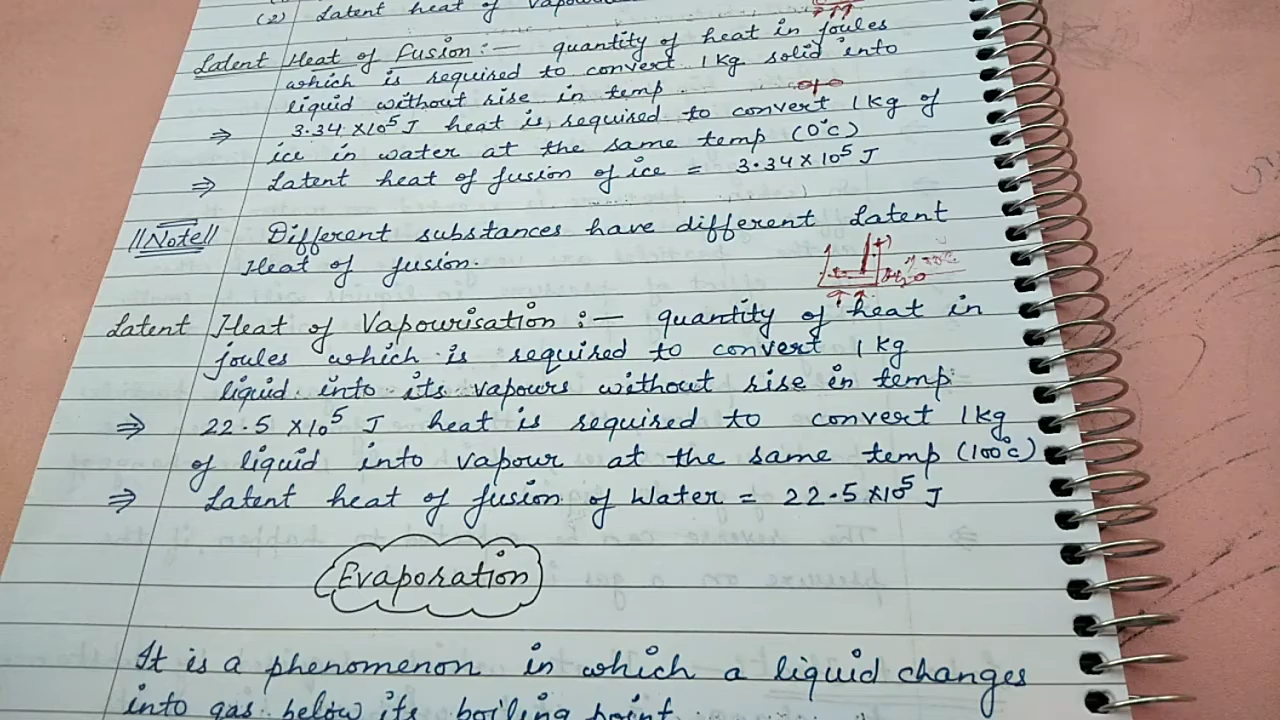 (2) Latent heat of
Latent Heat of Fusion :— quantity of heat in joules
which is required to convert 1 kg solid into
liquid without rise in temp.
⇒ 3.34 x10⁵ J heat is required to convert 1 kg of
ice in water at the same temp (0°c)
⇒ Latent heat of fusion of ice = 3.34 x 10⁵ J
||Note|| Different substances have different Latent
Heat of fusion.
Latent Heat of Vapourisation :— quantity of heat in
joules which is required to convert 1 kg
liquid into its vapours without rise in temp
⇒ 22.5 x10⁵ J heat is required to convert 1kg
of liquid into vapour at the same temp (100°c)
⇒ Latent heat of fusion of Water = 22.5 x10⁵ J
Evaporation
It is a phenomenon in which a liquid changes
into gas below its boiling point.